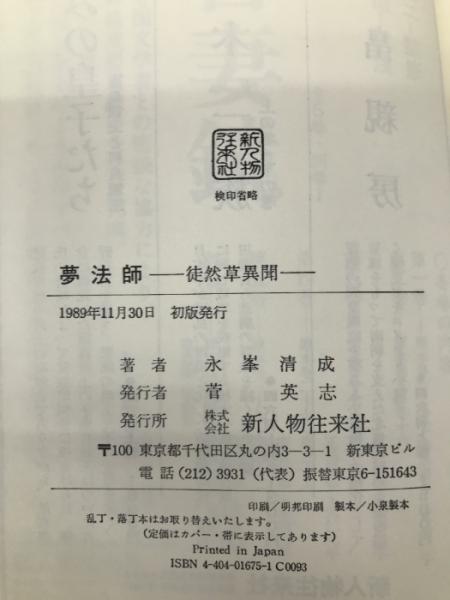 新人物
往来社
検印省略
夢法師――徒然草異聞――
1989年11月30日 初版発行
著者 永峯清成
発行者 菅英志
発行所 株式会社 新人物往来社
〒100 東京都千代田区丸の内3―3―1 新東京ビル
電話(212)3931(代表)振替東京6-151643
印刷/明邦印刷 製本/小泉製本
乱丁・落丁本はお取り替えいたします。
(定価はカバー・帯に表示してあります)
Printed in Japan
ISBN 4-404-01675-1 C0093